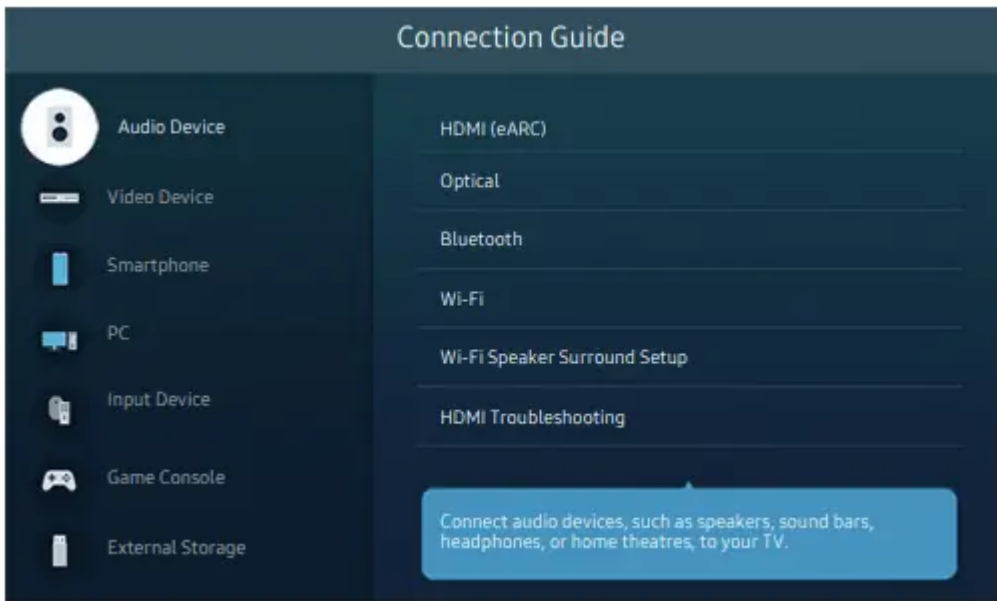 Connection Guide
Audio Device
Video Device
Smartphone
PC
Input Device
Game Console
External Storage
HDMI (eARC)
Optical
Bluetooth
Wi-Fi
Wi-Fi Speaker Surround Setup
HDMI Troubleshooting
Connect audio devices, such as speakers, sound bars,
headphones, or home theatres, to your TV.